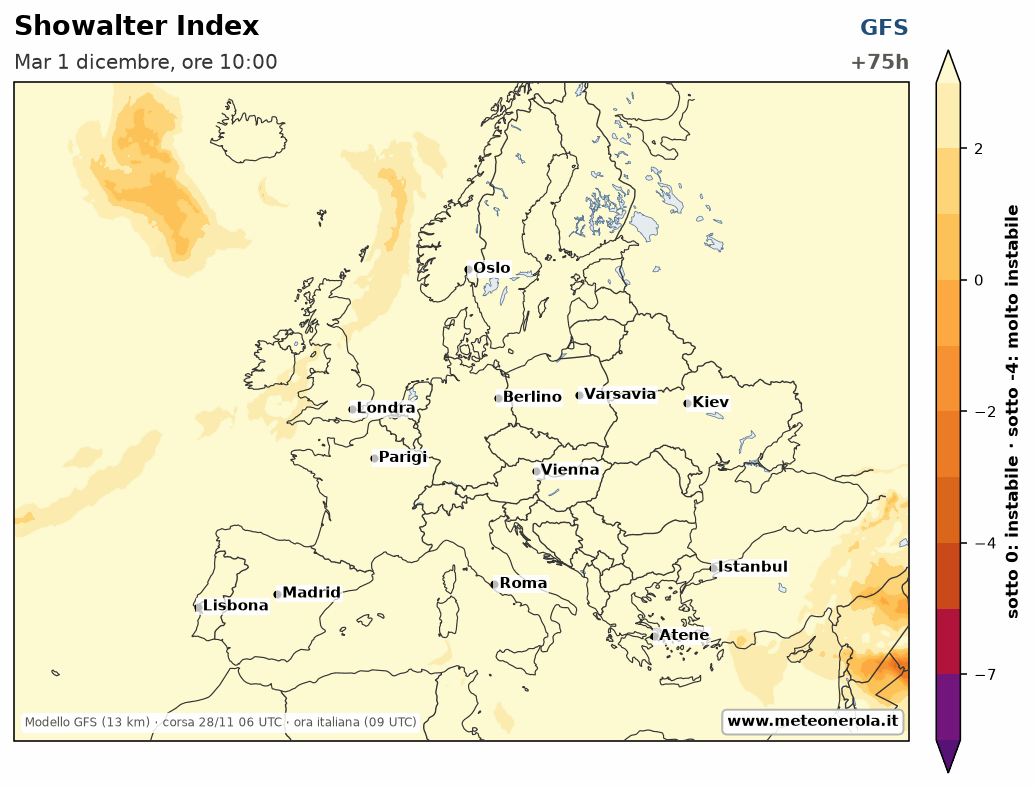 Showalter Index
GFS
Mar 1 dicembre, ore 10:00
+75h
Oslo
Londra
Berlino
Varsavia
Kiev
Parigi
Vienna
Istanbul
Roma
Madrid
Lisbona
Atene
Modello GFS (13 km) · corsa 28/11 06 UTC · ora italiana (09 UTC)
www.meteonerola.it
2
0
−2
−4
−7
sotto 0: instabile · sotto -4: molto instabile